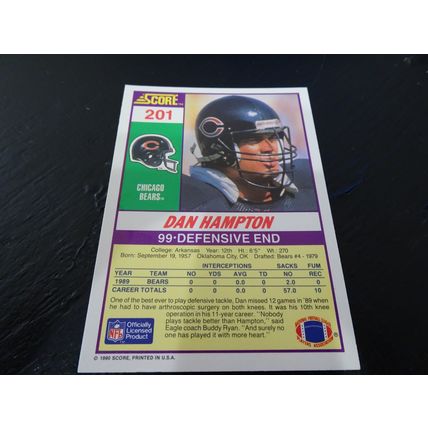 SCORE
201
CHICAGO
BEARS
DAN HAMPTON
99·DEFENSIVE END
College: Arkansas Year: 12th Ht.: 6'5" Wt.: 270
Born: September 19, 1957 Oklahoma City, OK Drafted: Bears #4 - 1979
INTERCEPTIONS SACKS FUM
YEAR TEAM NO YDS AVG TD NO REC
1989 BEARS 0 0 0.0 0 2.0 0
CAREER TOTALS 0 0 0.0 0 57.0 10
One of the best ever to play defensive tackle, Dan missed 12 games in '89 when
he had to have arthroscopic surgery on both knees. It was his 10th knee
operation in his 11-year career. "Nobody
plays tackle better than Hampton," said
Eagle coach Buddy Ryan. "And surely no
one has played it with more heart."
NFL
Officially
Licensed
Product
© 1990 SCORE, PRINTED IN U.S.A.